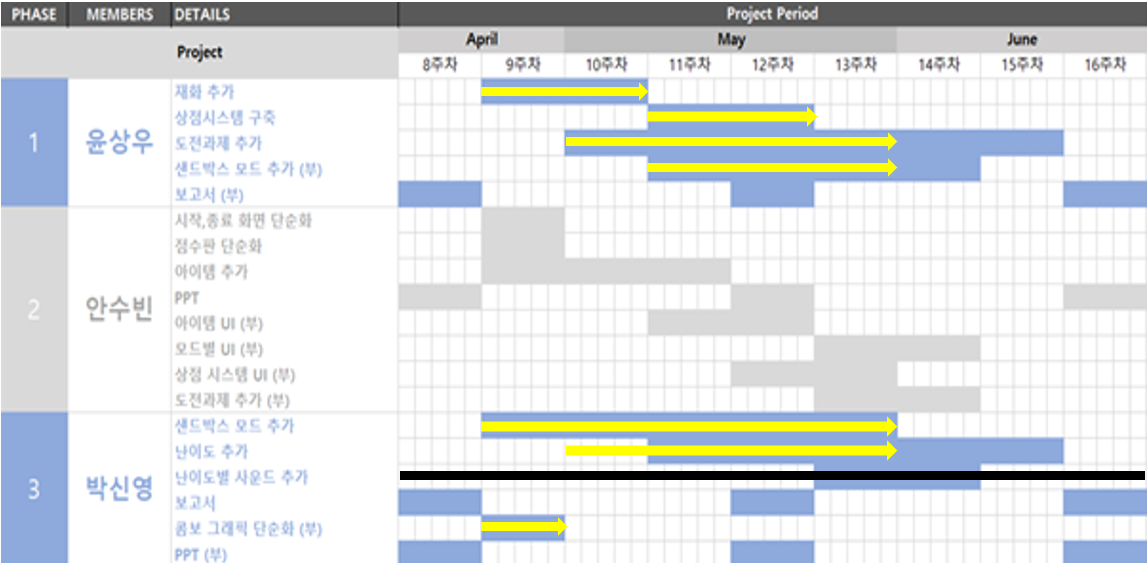 PHASE MEMBERS DETAILS Project Period
Project April May June
8주차 9주차 10주차 11주차 12주차 13주차 14주차 15주차 16주차
1 윤상우
재화 추가
상점시스템 구축
도전과제 추가
샌드박스 모드 추가 (부)
보고서 (부)
2 안수빈
시작,종료 화면 단순화
점수판 단순화
아이템 추가
PPT
아이템 UI (부)
모드별 UI (부)
상점 시스템 UI (부)
도전과제 추가 (부)
3 박신영
샌드박스 모드 추가
난이도 추가
난이도별 사운드 추가
보고서
콤보 그래픽 단순화 (부)
PPT (부)